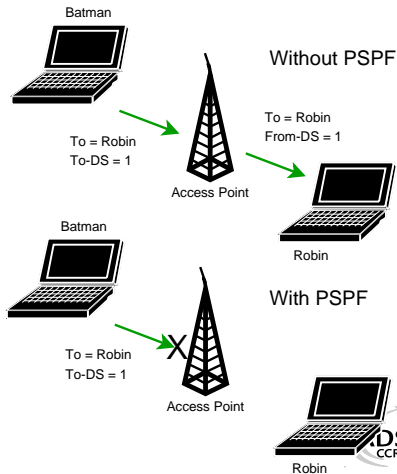 Batman
Without PSPF
To = Robin
To-DS = 1
To = Robin
From-DS = 1
Access Point
Robin
Batman
With PSPF
X
To = Robin
To-DS = 1
Access Point
Robin